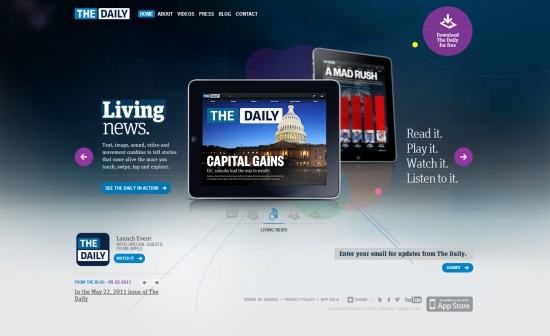 THE DAILY
HOME ABOUT VIDEOS PRESS BLOG CONTACT
Download
The Daily
for free
A MAD RUSH
Living
news.
Text, image, sound, video and
movement combine to tell stories
that come alive the more you
touch, swipe, tap and explore.
SEE THE DAILY IN ACTION
THE DAILY
CAPITAL GAINS
D.C. suburbs lead the way in wealth
Read it.
Play it.
Watch it.
Listen to it.
LIVING NEWS
THE
DAILY
Launch Event
WITH SPECIAL GUESTS
FROM APPLE
WATCH IT
Enter your email for updates from The Daily.
SUBMIT
FROM THE BLOG - 05.22.2011
In the May 22, 2011 issue of The
Daily
TERMS OF SERVICE PRIVACY POLICY APP EULA SHARE YouTube
App Store